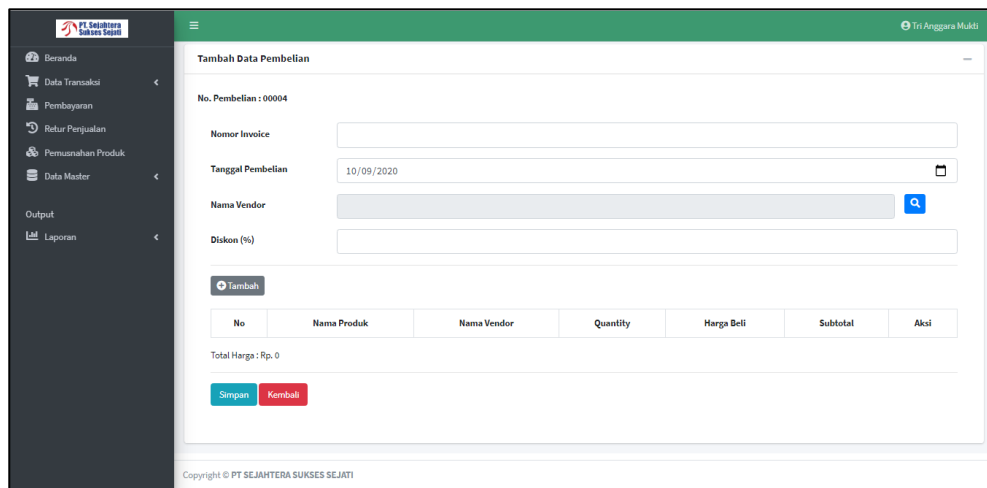 PT. Sejahtera
Sukses Sejati
Tri Anggara Mukti
Beranda
Data Transaksi
Pembayaran
Retur Penjualan
Pemusnahan Produk
Data Master
Output
Laporan
Tambah Data Pembelian
No. Pembelian : 00004
Nomor Invoice
Tanggal Pembelian 10/09/2020
Nama Vendor
Diskon (%)
Tambah
No Nama Produk Nama Vendor Quantity Harga Beli Subtotal Aksi
Total Harga : Rp. 0
Simpan Kembali
Copyright © PT SEJAHTERA SUKSES SEJATI